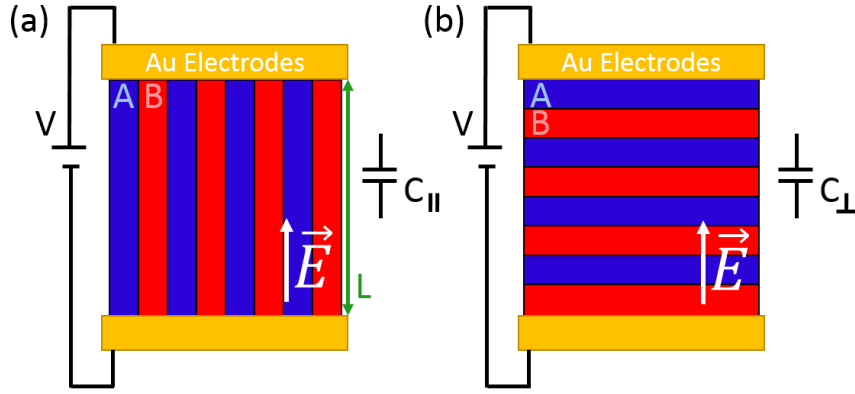 (a)
Au Electrodes
A
B
V
C||
E
L
(b)
Au Electrodes
A
B
V
C⊥
E